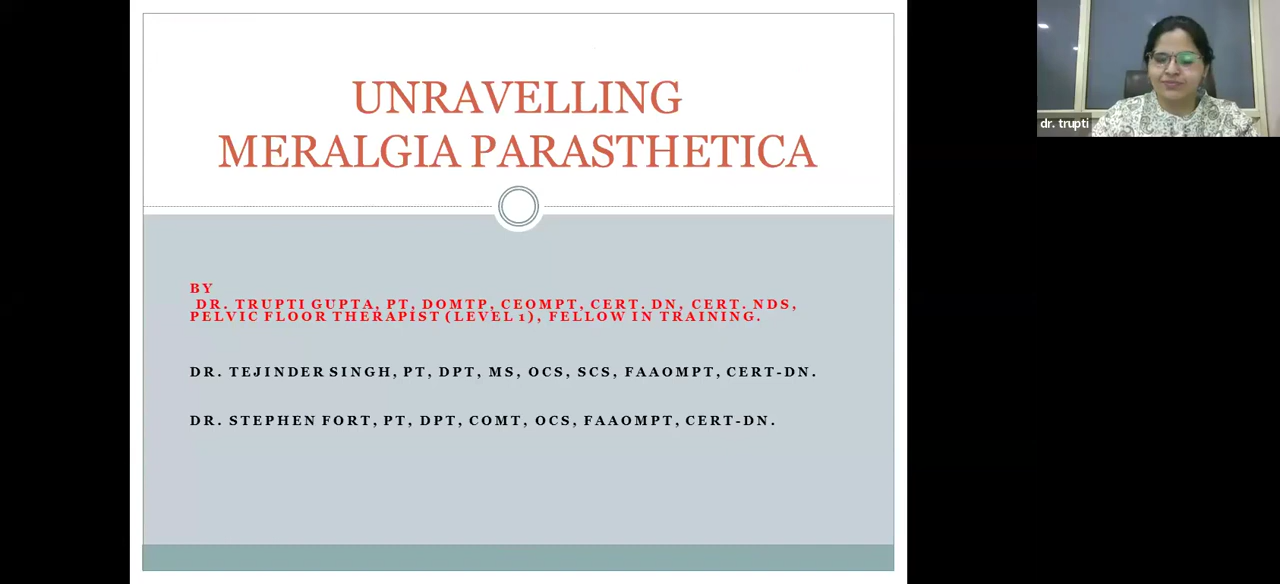 UNRAVELLING
MERALGIA PARASTHETICA
BY
DR. TRUPTI GUPTA, PT, DOMTP, CEOMPT, CERT. DN, CERT. NDS,
PELVIC FLOOR THERAPIST (LEVEL 1), FELLOW IN TRAINING.
DR. TEJINDER SINGH, PT, DPT, MS, OCS, SCS, FAAOMPT, CERT-DN.
DR. STEPHEN FORT, PT, DPT, COMT, OCS, FAAOMPT, CERT-DN.
dr. trupti